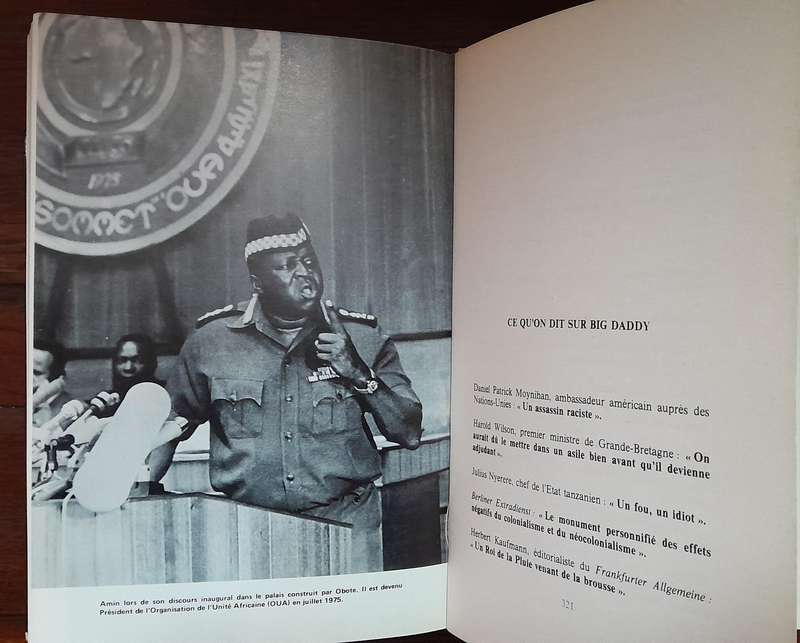 1975
SOMMET OUA
Amin lors de son discours inaugural dans le palais construit par Obote. Il est devenu
Président de l'Organisation de l'Unité Africaine (OUA) en juillet 1975.
CE QU'ON DIT SUR BIG DADDY
Daniel Patrick Moynihan, ambassadeur américain auprès des
Nations-Unies : « Un assassin raciste ».
Harold Wilson, premier ministre de Grande-Bretagne : « On
aurait dû le mettre dans un asile bien avant qu'il devienne
adjudant ».
Julius Nyerere, chef de l'Etat tanzanien : « Un fou, un idiot ».
Berliner Extradienst : « Le monument personnifié des effets
négatifs du colonialisme et du néocolonialisme ».
Herbert Kaufmann, éditorialiste du Frankfurter Allgemeine :
« Un Roi de la Pluie venant de la brousse ».
321